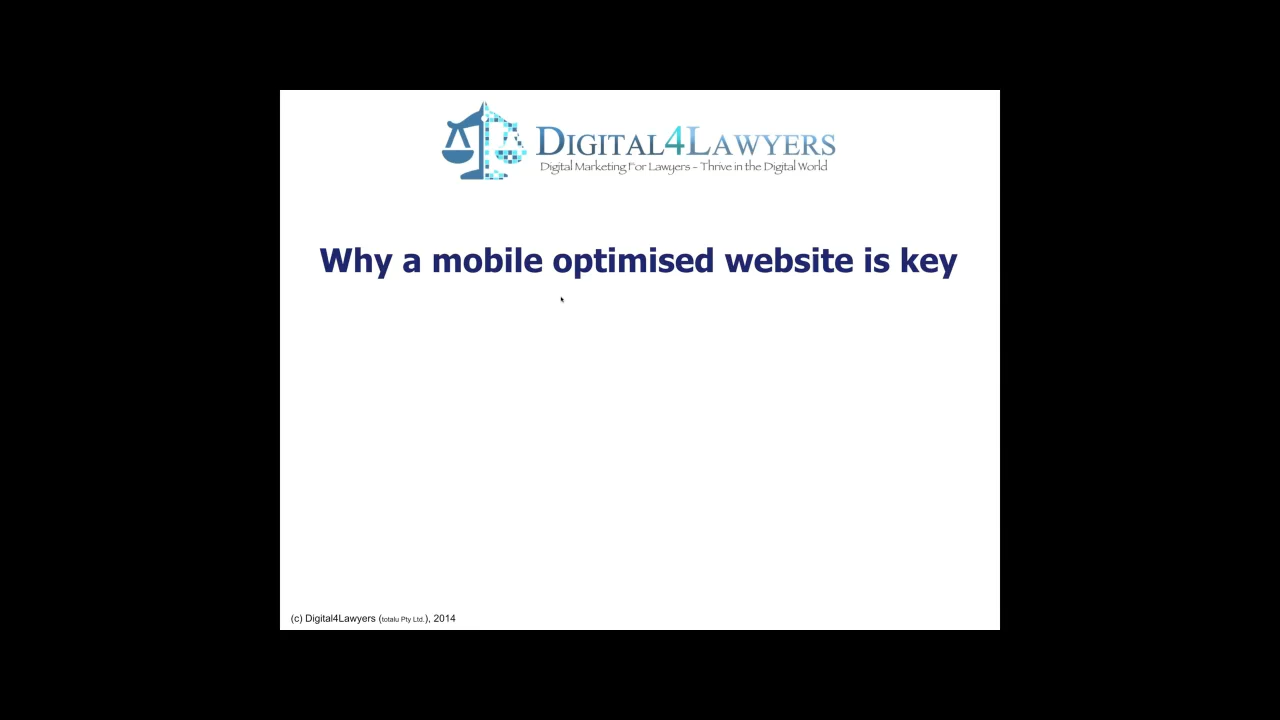 DIGITAL4LAWYERS
Digital Marketing For Lawyers – Thrive in the Digital World
Why a mobile optimised website is key
(c) Digital4Lawyers (totalu Pty Ltd.), 2014